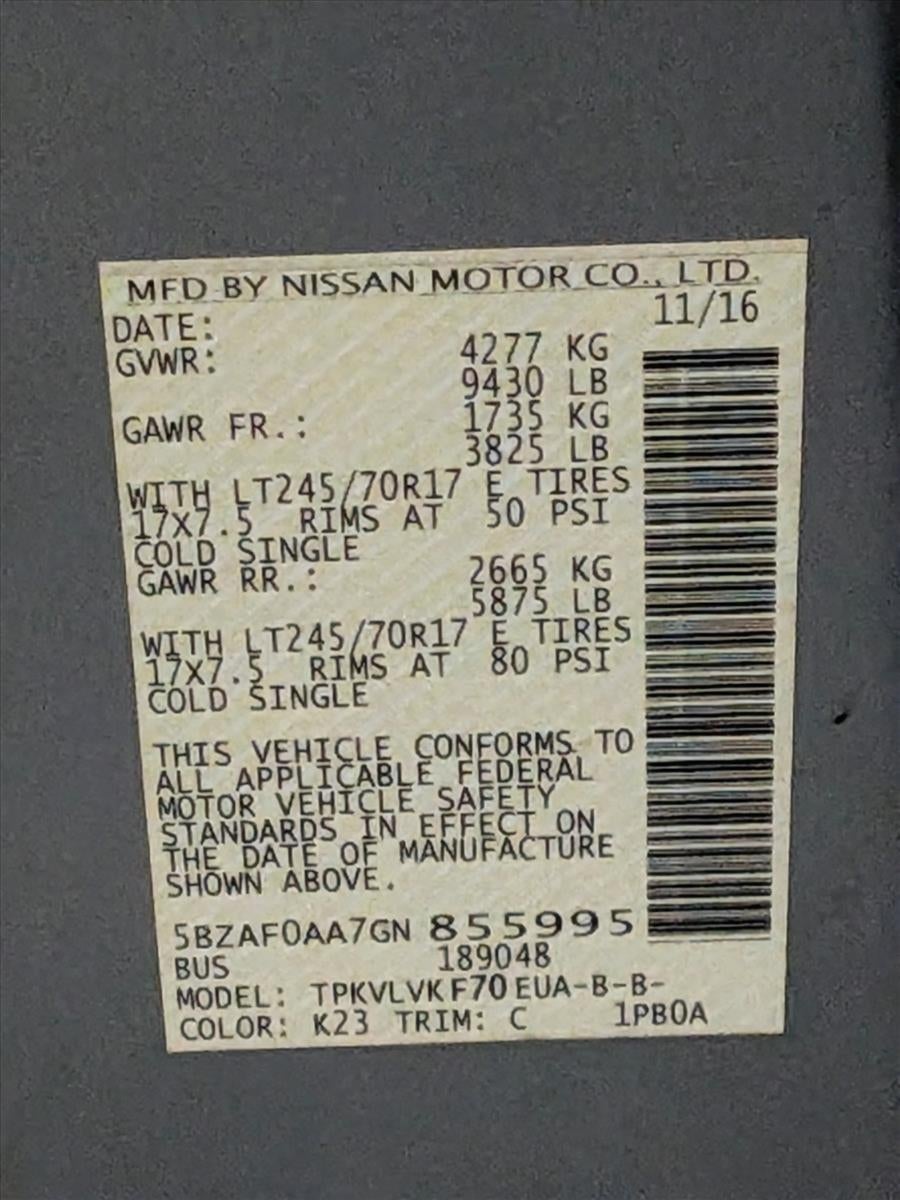 MFD BY NISSAN MOTOR CO., LTD.
DATE: 11/16
GVWR: 4277 KG
9430 LB
GAWR FR.: 1735 KG
3825 LB
WITH LT245/70R17 E TIRES
17X7.5 RIMS AT 50 PSI
COLD SINGLE
GAWR RR.: 2665 KG
5875 LB
WITH LT245/70R17 E TIRES
17X7.5 RIMS AT 80 PSI
COLD SINGLE
THIS VEHICLE CONFORMS TO
ALL APPLICABLE FEDERAL
MOTOR VEHICLE SAFETY
STANDARDS IN EFFECT ON
THE DATE OF MANUFACTURE
SHOWN ABOVE.
5BZAF0AA7GN 855995
BUS 189048
MODEL: TPKVLVKF70EUA-B-B-
COLOR: K23 TRIM: C 1PB0A